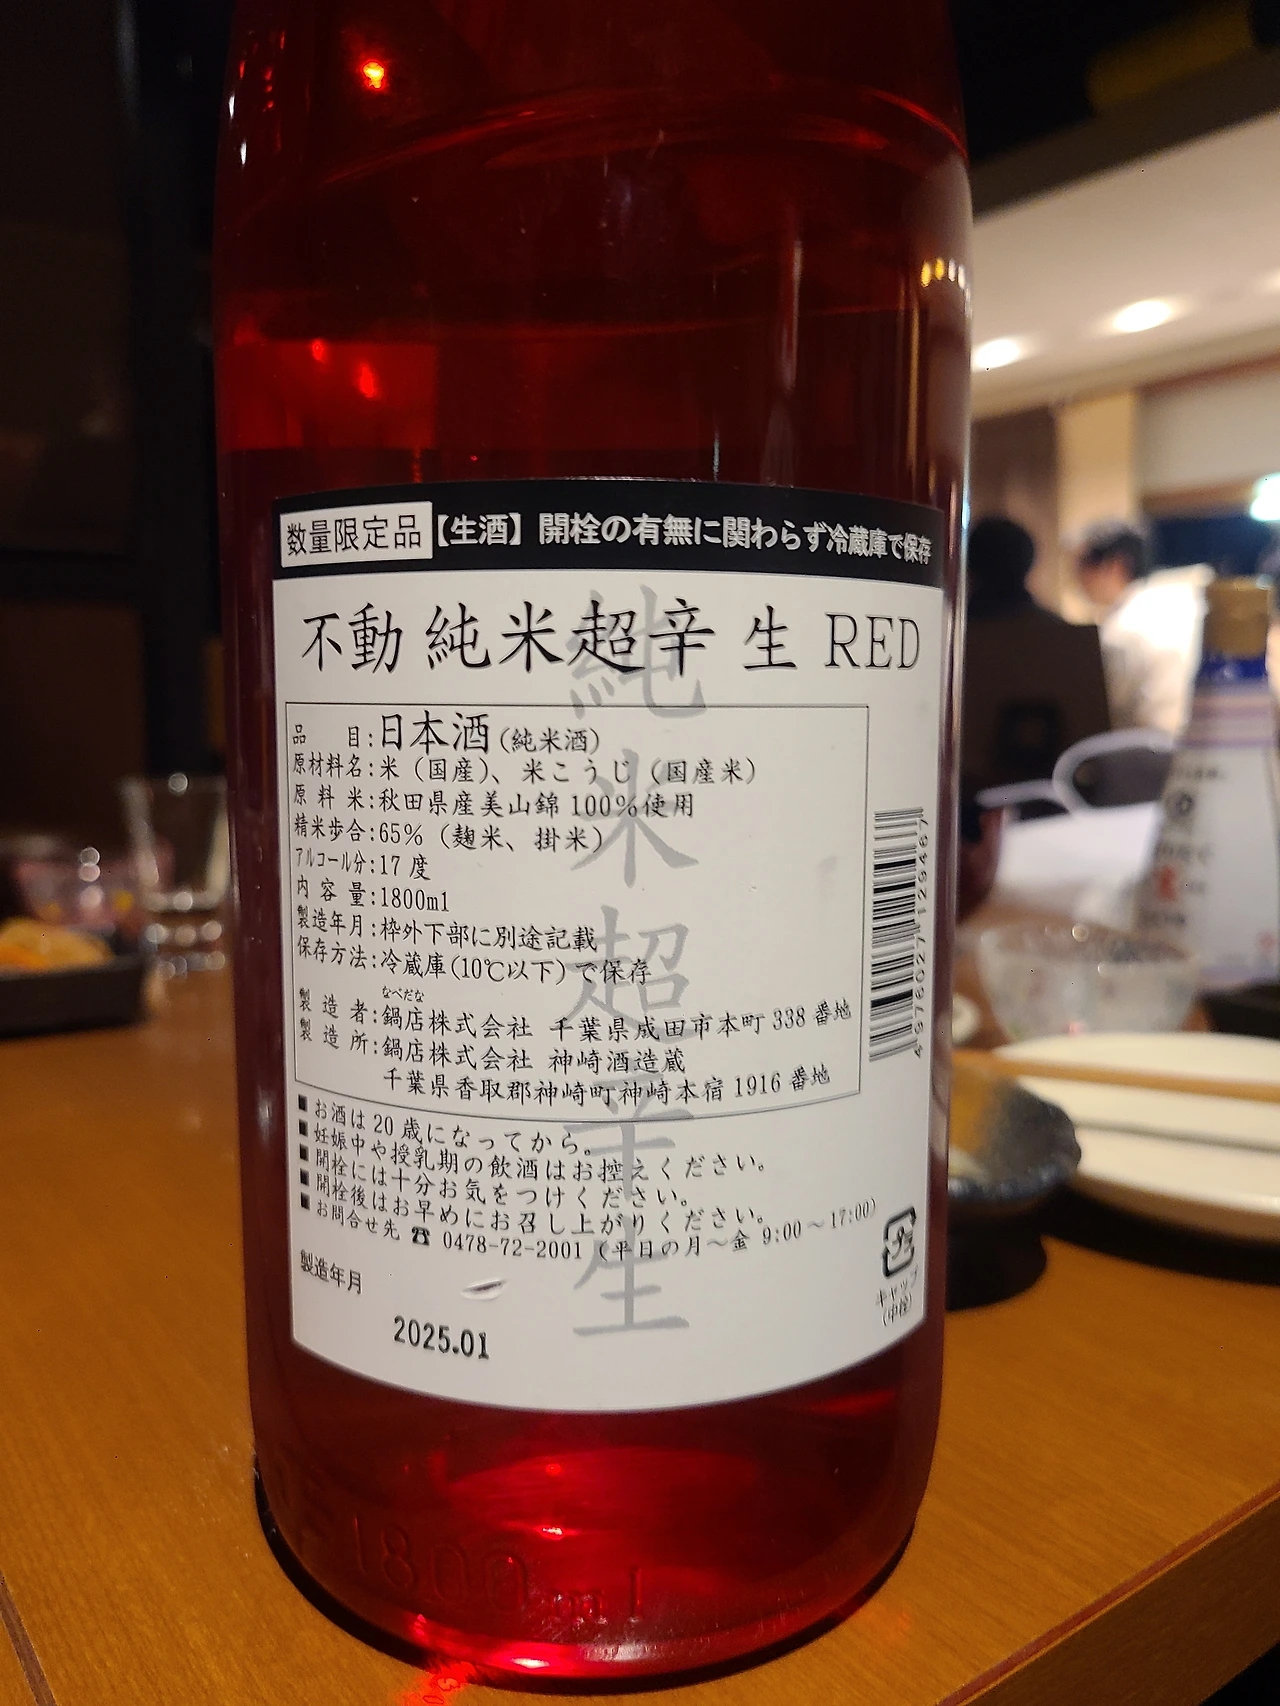 数量限定品【生酒】開栓の有無に関わらず冷蔵庫で保存
不動 純米超辛 生 RED
純米超辛生
品目:日本酒(純米酒)
原材料名:米(国産)、米こうじ(国産米)
原料米:秋田県産美山錦 100%使用
精米歩合:65%(麹米、掛米)
アルコール分:17度
内容量:1800ml
製造年月:枠外下部に別途記載
保存方法:冷蔵庫(10℃以下)で保存
なべだな
製造者:鍋店株式会社 千葉県成田市本町 338 番地
製造所:鍋店株式会社 神崎酒造蔵
千葉県香取郡神崎町神崎本宿 1916 番地
4976027129467
■ お酒は20歳になってから。
■ 妊娠中や授乳期の飲酒はお控えください。
■ 開栓には十分お気をつけください。
■ 開栓後はお早めにお召し上がりください。
■ お問合せ先 ☎ 0478-72-2001(平日の月～金 9:00～17:00)
製造年月
2025.01
プラ
キャップ
(中栓)
1800ml